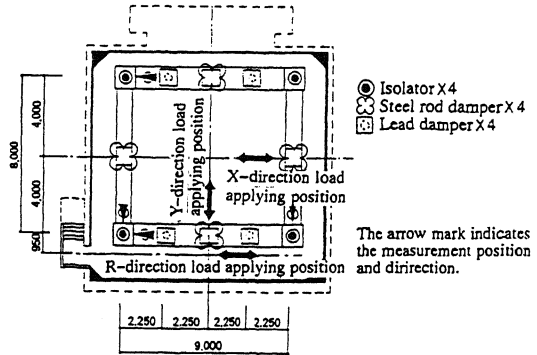 Isolator×4
Steel rod damper×4
Lead damper×4
4,000
8,000
4,000
950
Y-direction load
applying position
X-direction load
applying position
R-direction load applying position
The arrow mark indicates
the measurement position
and dirirection.
2,250 2,250 2,250 2,250
9,000